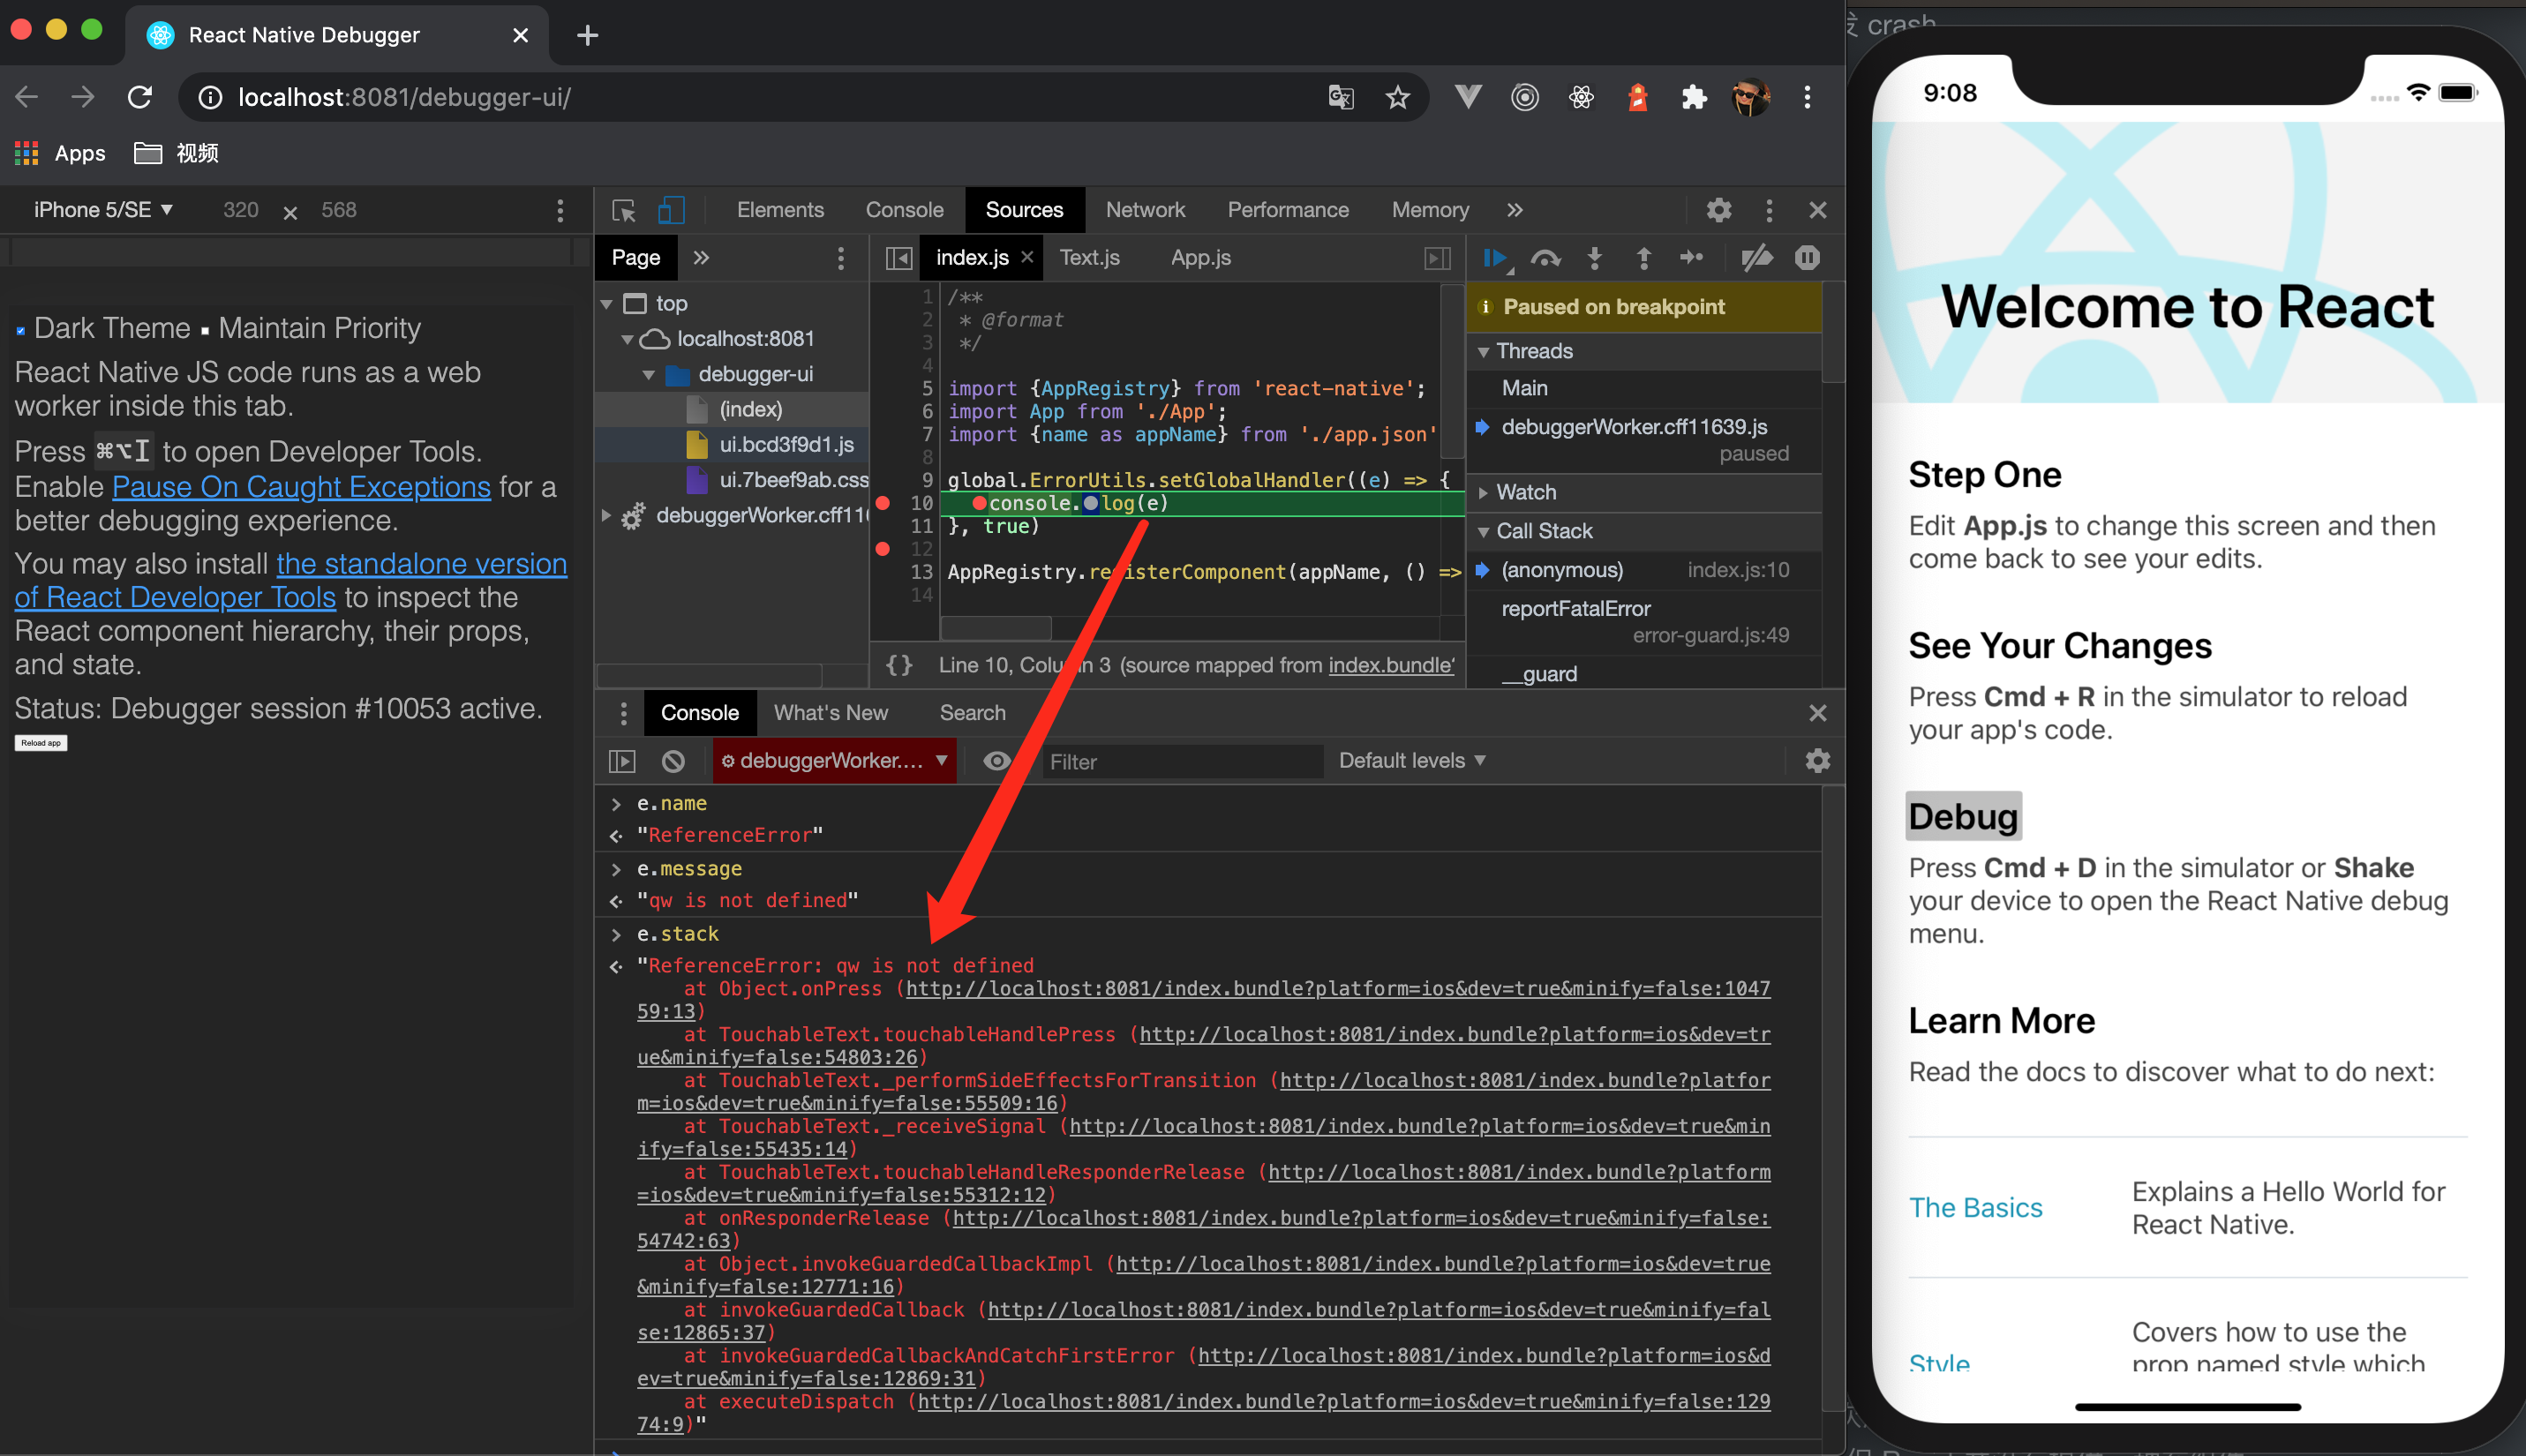 React Native Debugger
localhost:8081/debugger-ui/
Apps
视频
iPhone 5/SE ▼ 320 × 568
Dark Theme Maintain Priority
React Native JS code runs as a web
worker inside this tab.
Press ⌘⌥I to open Developer Tools.
Enable Pause On Caught Exceptions for a
better debugging experience.
You may also install the standalone version
of React Developer Tools to inspect the
React component hierarchy, their props,
and state.
Status: Debugger session #10053 active.
Reload app
Elements Console Sources Network Performance Memory »
Page »
top
localhost:8081
debugger-ui
(index)
ui.bcd3f9d1.js
ui.7beef9ab.css
debuggerWorker.cff11
index.js × Text.js App.js
1 /**
2 * @format
3 */
4
5 import {AppRegistry} from 'react-native';
6 import App from './App';
7 import {name as appName} from './app.json'
8
9 global.ErrorUtils.setGlobalHandler((e) => {
10 console.log(e)
11 }, true)
12
13 AppRegistry.registerComponent(appName, () =>
14
{} Line 10, Column 3 (source mapped from index.bundle
Paused on breakpoint
Threads
Main
debuggerWorker.cff11639.js
paused
Watch
Call Stack
(anonymous) index.js:10
reportFatalError
error-guard.js:49
__guard
Console What's New Search
debuggerWorker.... ▼ Filter Default levels ▼
> e.name
"ReferenceError"
> e.message
"qw is not defined"
> e.stack
"ReferenceError: qw is not defined
at Object.onPress (http://localhost:8081/index.bundle?platform=ios&dev=true&minify=false:1047
59:13)
at TouchableText.touchableHandlePress (http://localhost:8081/index.bundle?platform=ios&dev=tr
ue&minify=false:54803:26)
at TouchableText._performSideEffectsForTransition (http://localhost:8081/index.bundle?platfor
m=ios&dev=true&minify=false:55509:16)
at TouchableText._receiveSignal (http://localhost:8081/index.bundle?platform=ios&dev=true&min
ify=false:55435:14)
at TouchableText.touchableHandleResponderRelease (http://localhost:8081/index.bundle?platform
=ios&dev=true&minify=false:55312:12)
at onResponderRelease (http://localhost:8081/index.bundle?platform=ios&dev=true&minify=false:
54742:63)
at Object.invokeGuardedCallbackImpl (http://localhost:8081/index.bundle?platform=ios&dev=true
&minify=false:12771:16)
at invokeGuardedCallback (http://localhost:8081/index.bundle?platform=ios&dev=true&minify=fal
se:12865:37)
at invokeGuardedCallbackAndCatchFirstError (http://localhost:8081/index.bundle?platform=ios&d
ev=true&minify=false:12869:31)
at executeDispatch (http://localhost:8081/index.bundle?platform=ios&dev=true&minify=false:129
74:9)"
crash
9:08
Welcome to React
Step One
Edit App.js to change this screen and then
come back to see your edits.
See Your Changes
Press Cmd + R in the simulator to reload
your app's code.
Debug
Press Cmd + D in the simulator or Shake
your device to open the React Native debug
menu.
Learn More
Read the docs to discover what to do next:
The Basics
Explains a Hello World for
React Native.
Style
Covers how to use the
prop named style which